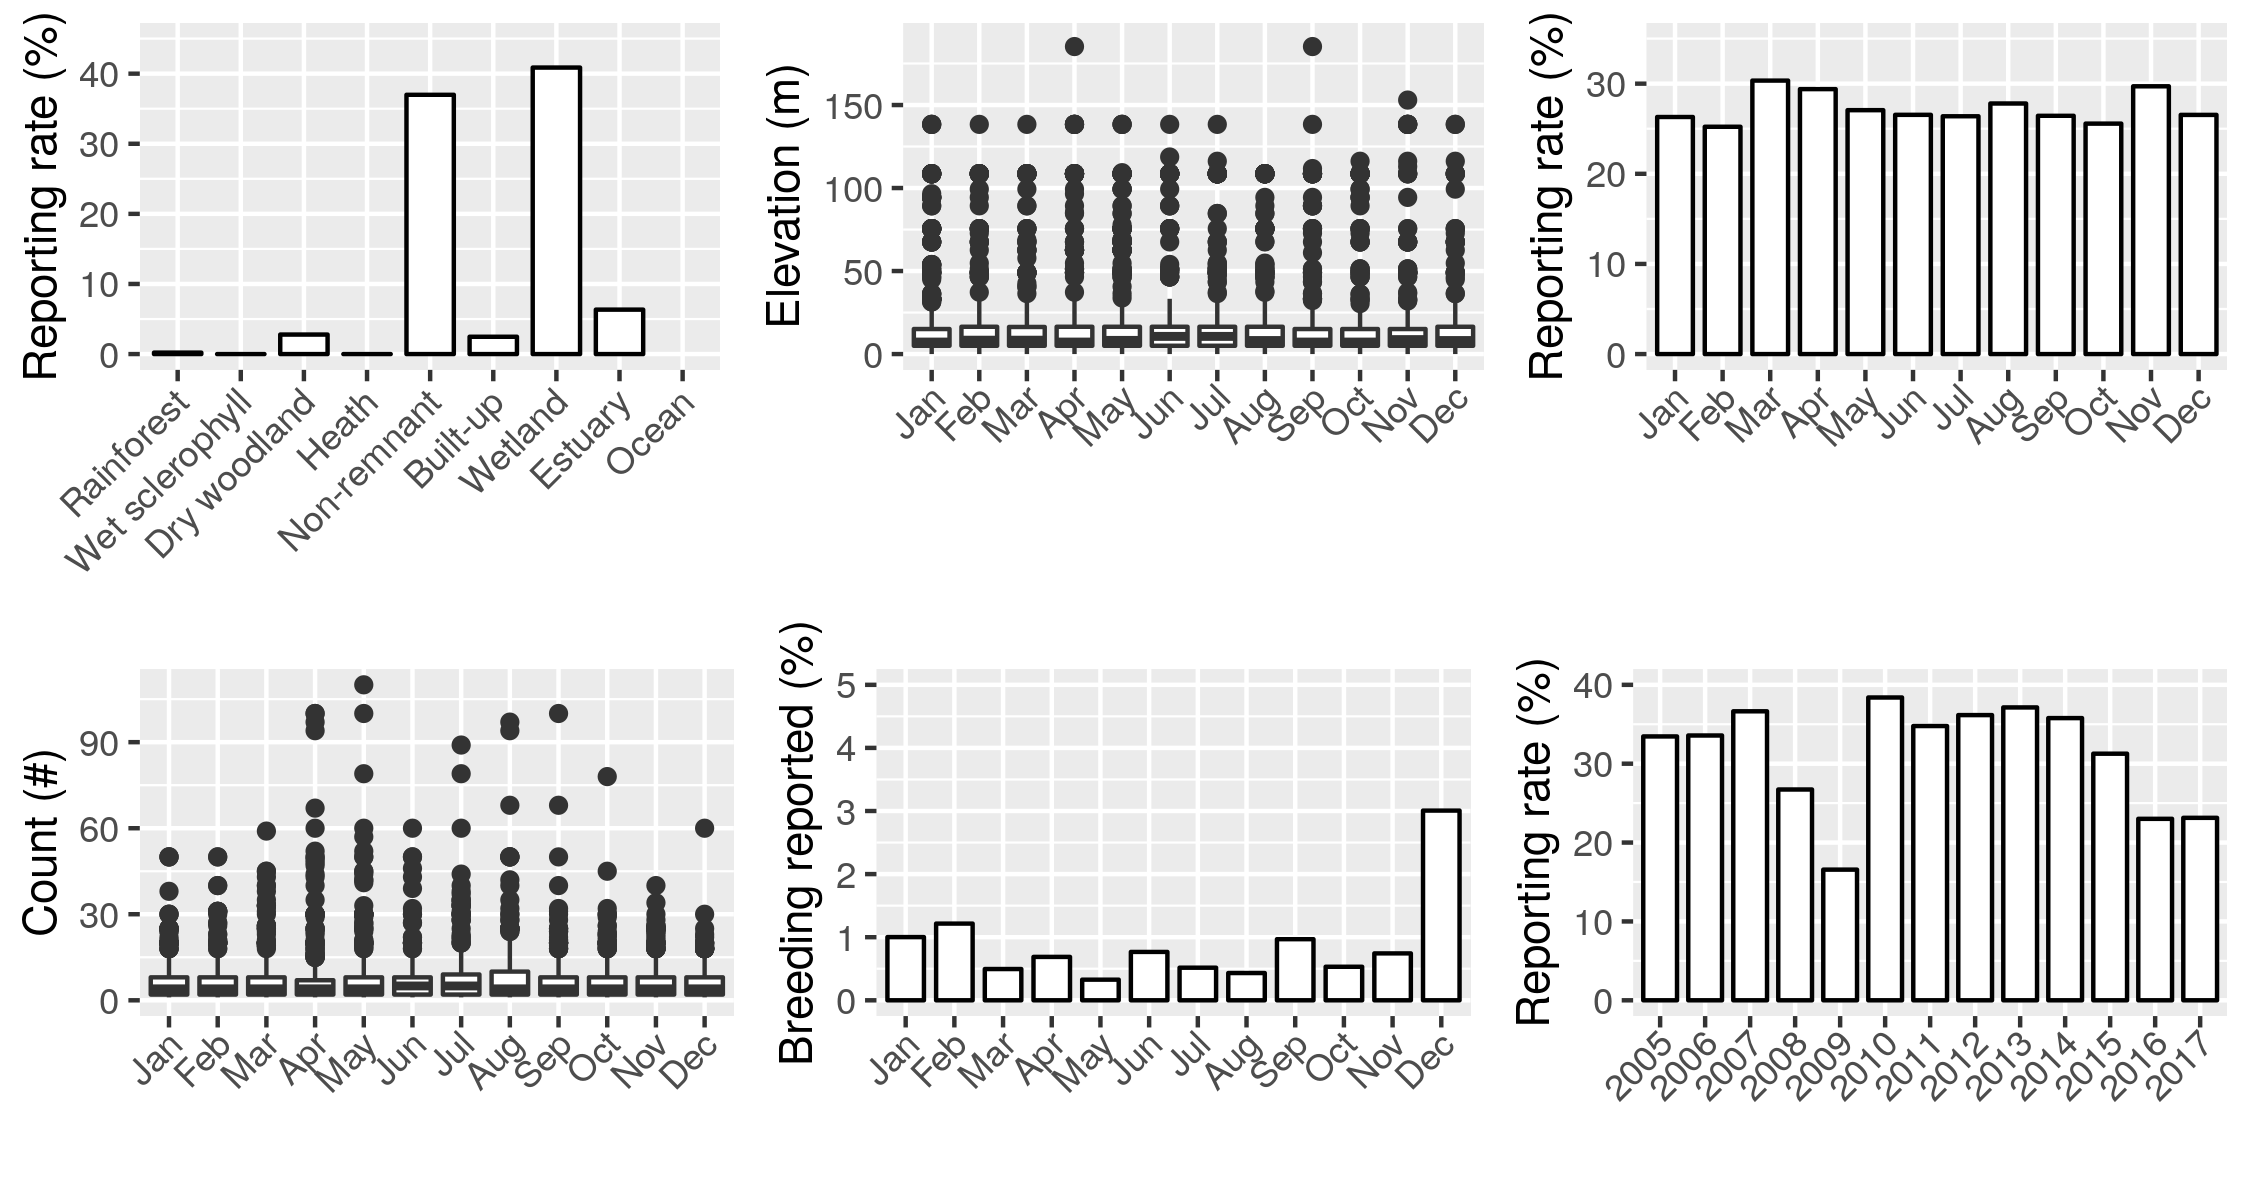 Reporting rate (%)
40
30
20
10
0
Rainforest
Wet sclerophyll
Dry woodland
Heath
Non-remnant
Built-up
Wetland
Estuary
Ocean
Elevation (m)
150
100
50
0
Jan
Feb
Mar
Apr
May
Jun
Jul
Aug
Sep
Oct
Nov
Dec
Reporting rate (%)
30
20
10
0
Jan
Feb
Mar
Apr
May
Jun
Jul
Aug
Sep
Oct
Nov
Dec
Count (#)
90
60
30
0
Jan
Feb
Mar
Apr
May
Jun
Jul
Aug
Sep
Oct
Nov
Dec
Breeding reported (%)
5
4
3
2
1
0
Jan
Feb
Mar
Apr
May
Jun
Jul
Aug
Sep
Oct
Nov
Dec
Reporting rate (%)
40
30
20
10
0
2005
2006
2007
2008
2009
2010
2011
2012
2013
2014
2015
2016
2017